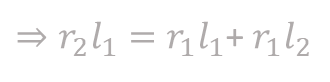 ⇒ r₂l₁ = r₁l₁+ r₁l₂